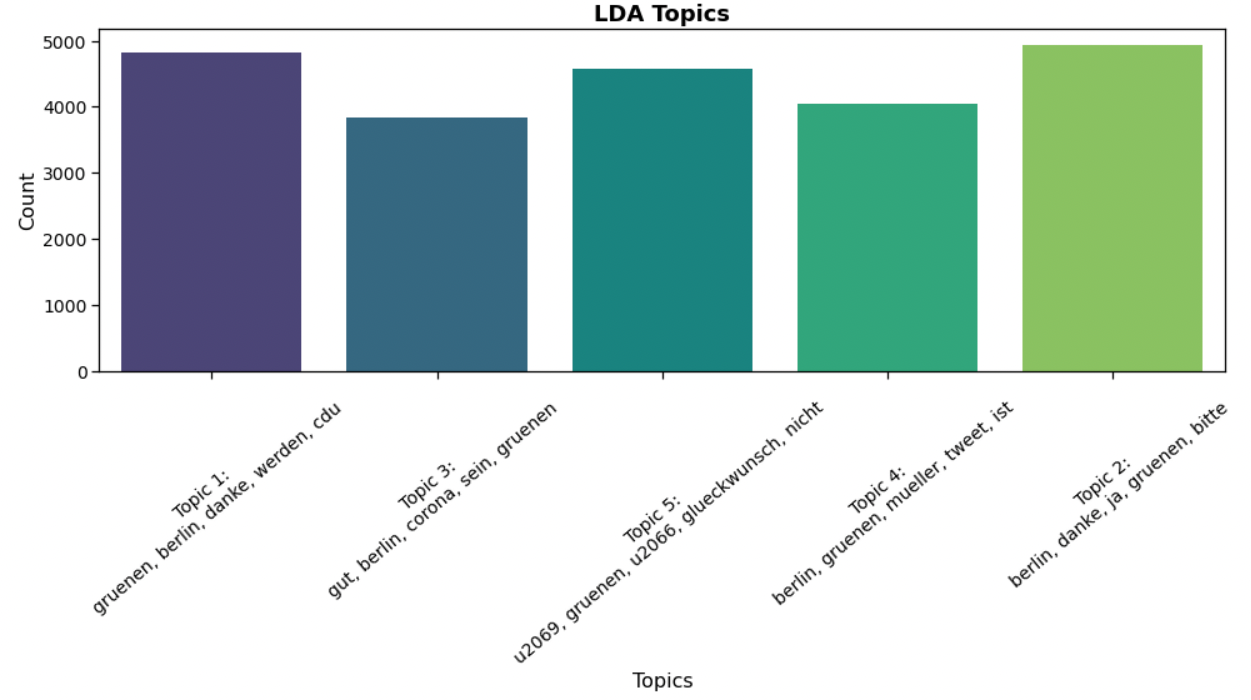 LDA Topics
5000
4000
3000
2000
1000
0
Count
Topic 1:
gruenen, berlin, danke, werden, cdu
Topic 3:
gut, berlin, corona, sein, gruenen
Topic 5:
u2069, gruenen, u2066, glueckwunsch, nicht
Topic 4:
berlin, gruenen, mueller, tweet, ist
Topic 2:
berlin, danke, ja, gruenen, bitte
Topics